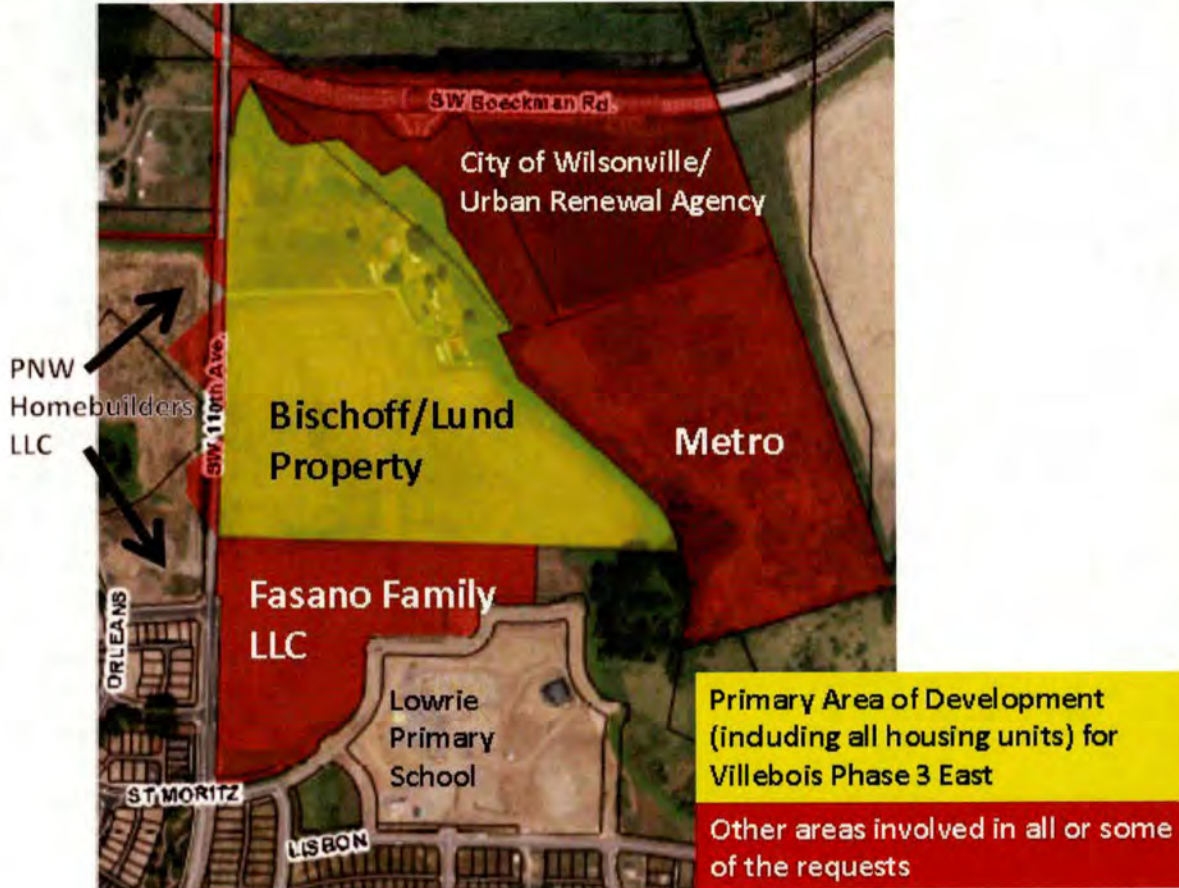 SW Boeckman Rd.
City of Wilsonville/
Urban Renewal Agency
PNW
Homebuilders
LLC
SW 110th Ave.
Bischoff/Lund
Property
Metro
Fasano Family
LLC
ORLEANS
Lowrie
Primary
School
ST MORITZ
LISBON
Primary Area of Development
(including all housing units) for
Villebois Phase 3 East
Other areas involved in all or some
of the requests